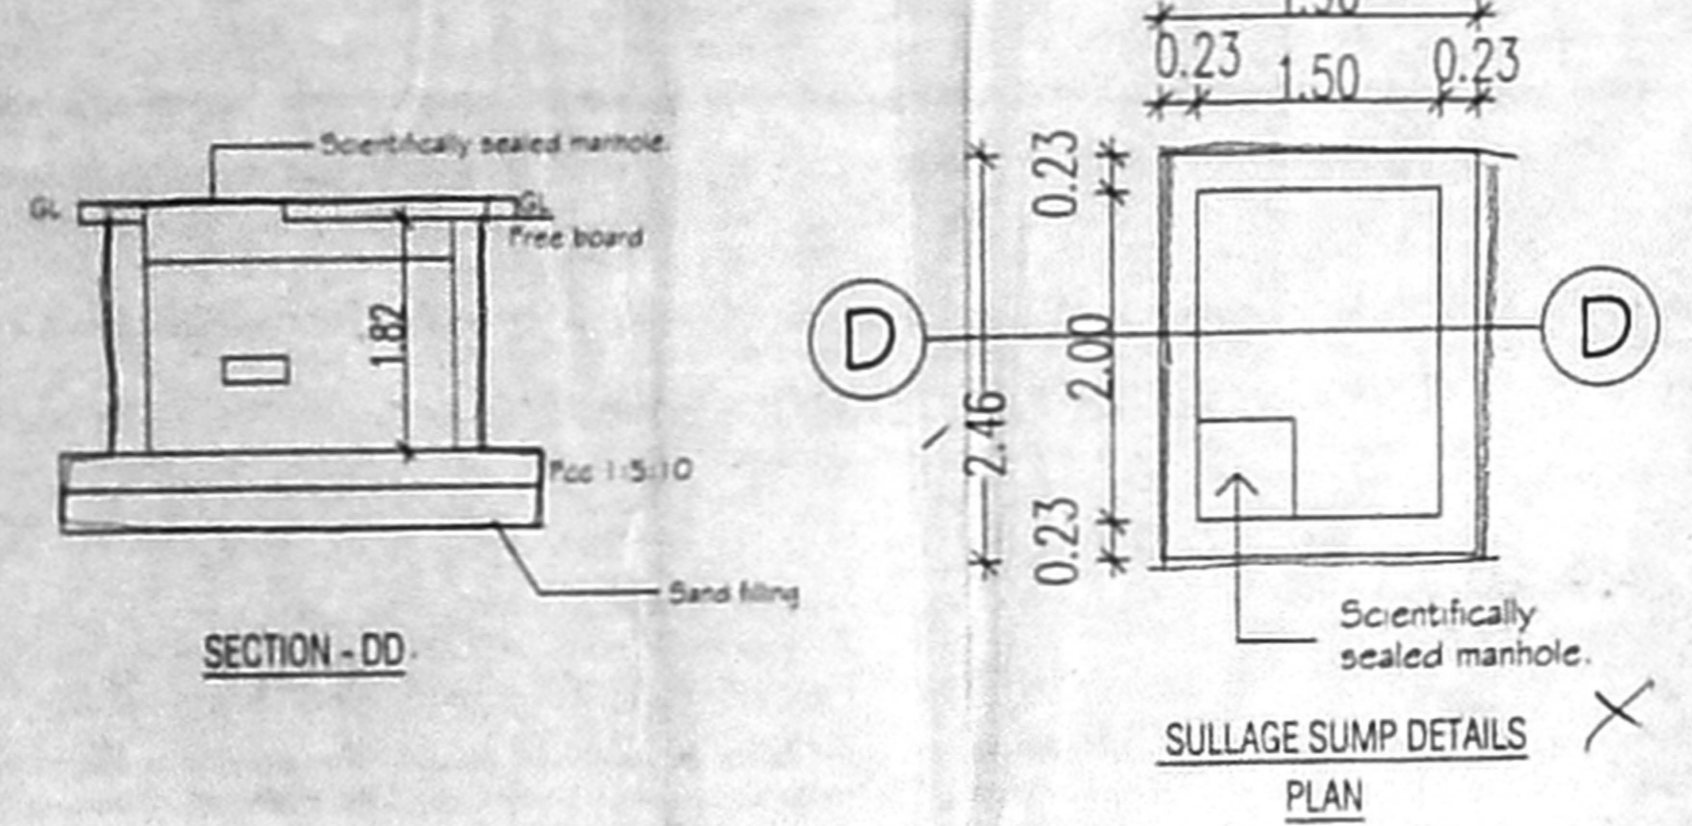 Scientifically sealed manhole.
GL
GL
Free board
1.82
Pcc 1:5:10
Sand filling
SECTION - DD
0.23
1.50
0.23
0.23
2.00
0.23
2.46
D
D
Scientifically
sealed manhole.
SULLAGE SUMP DETAILS
PLAN